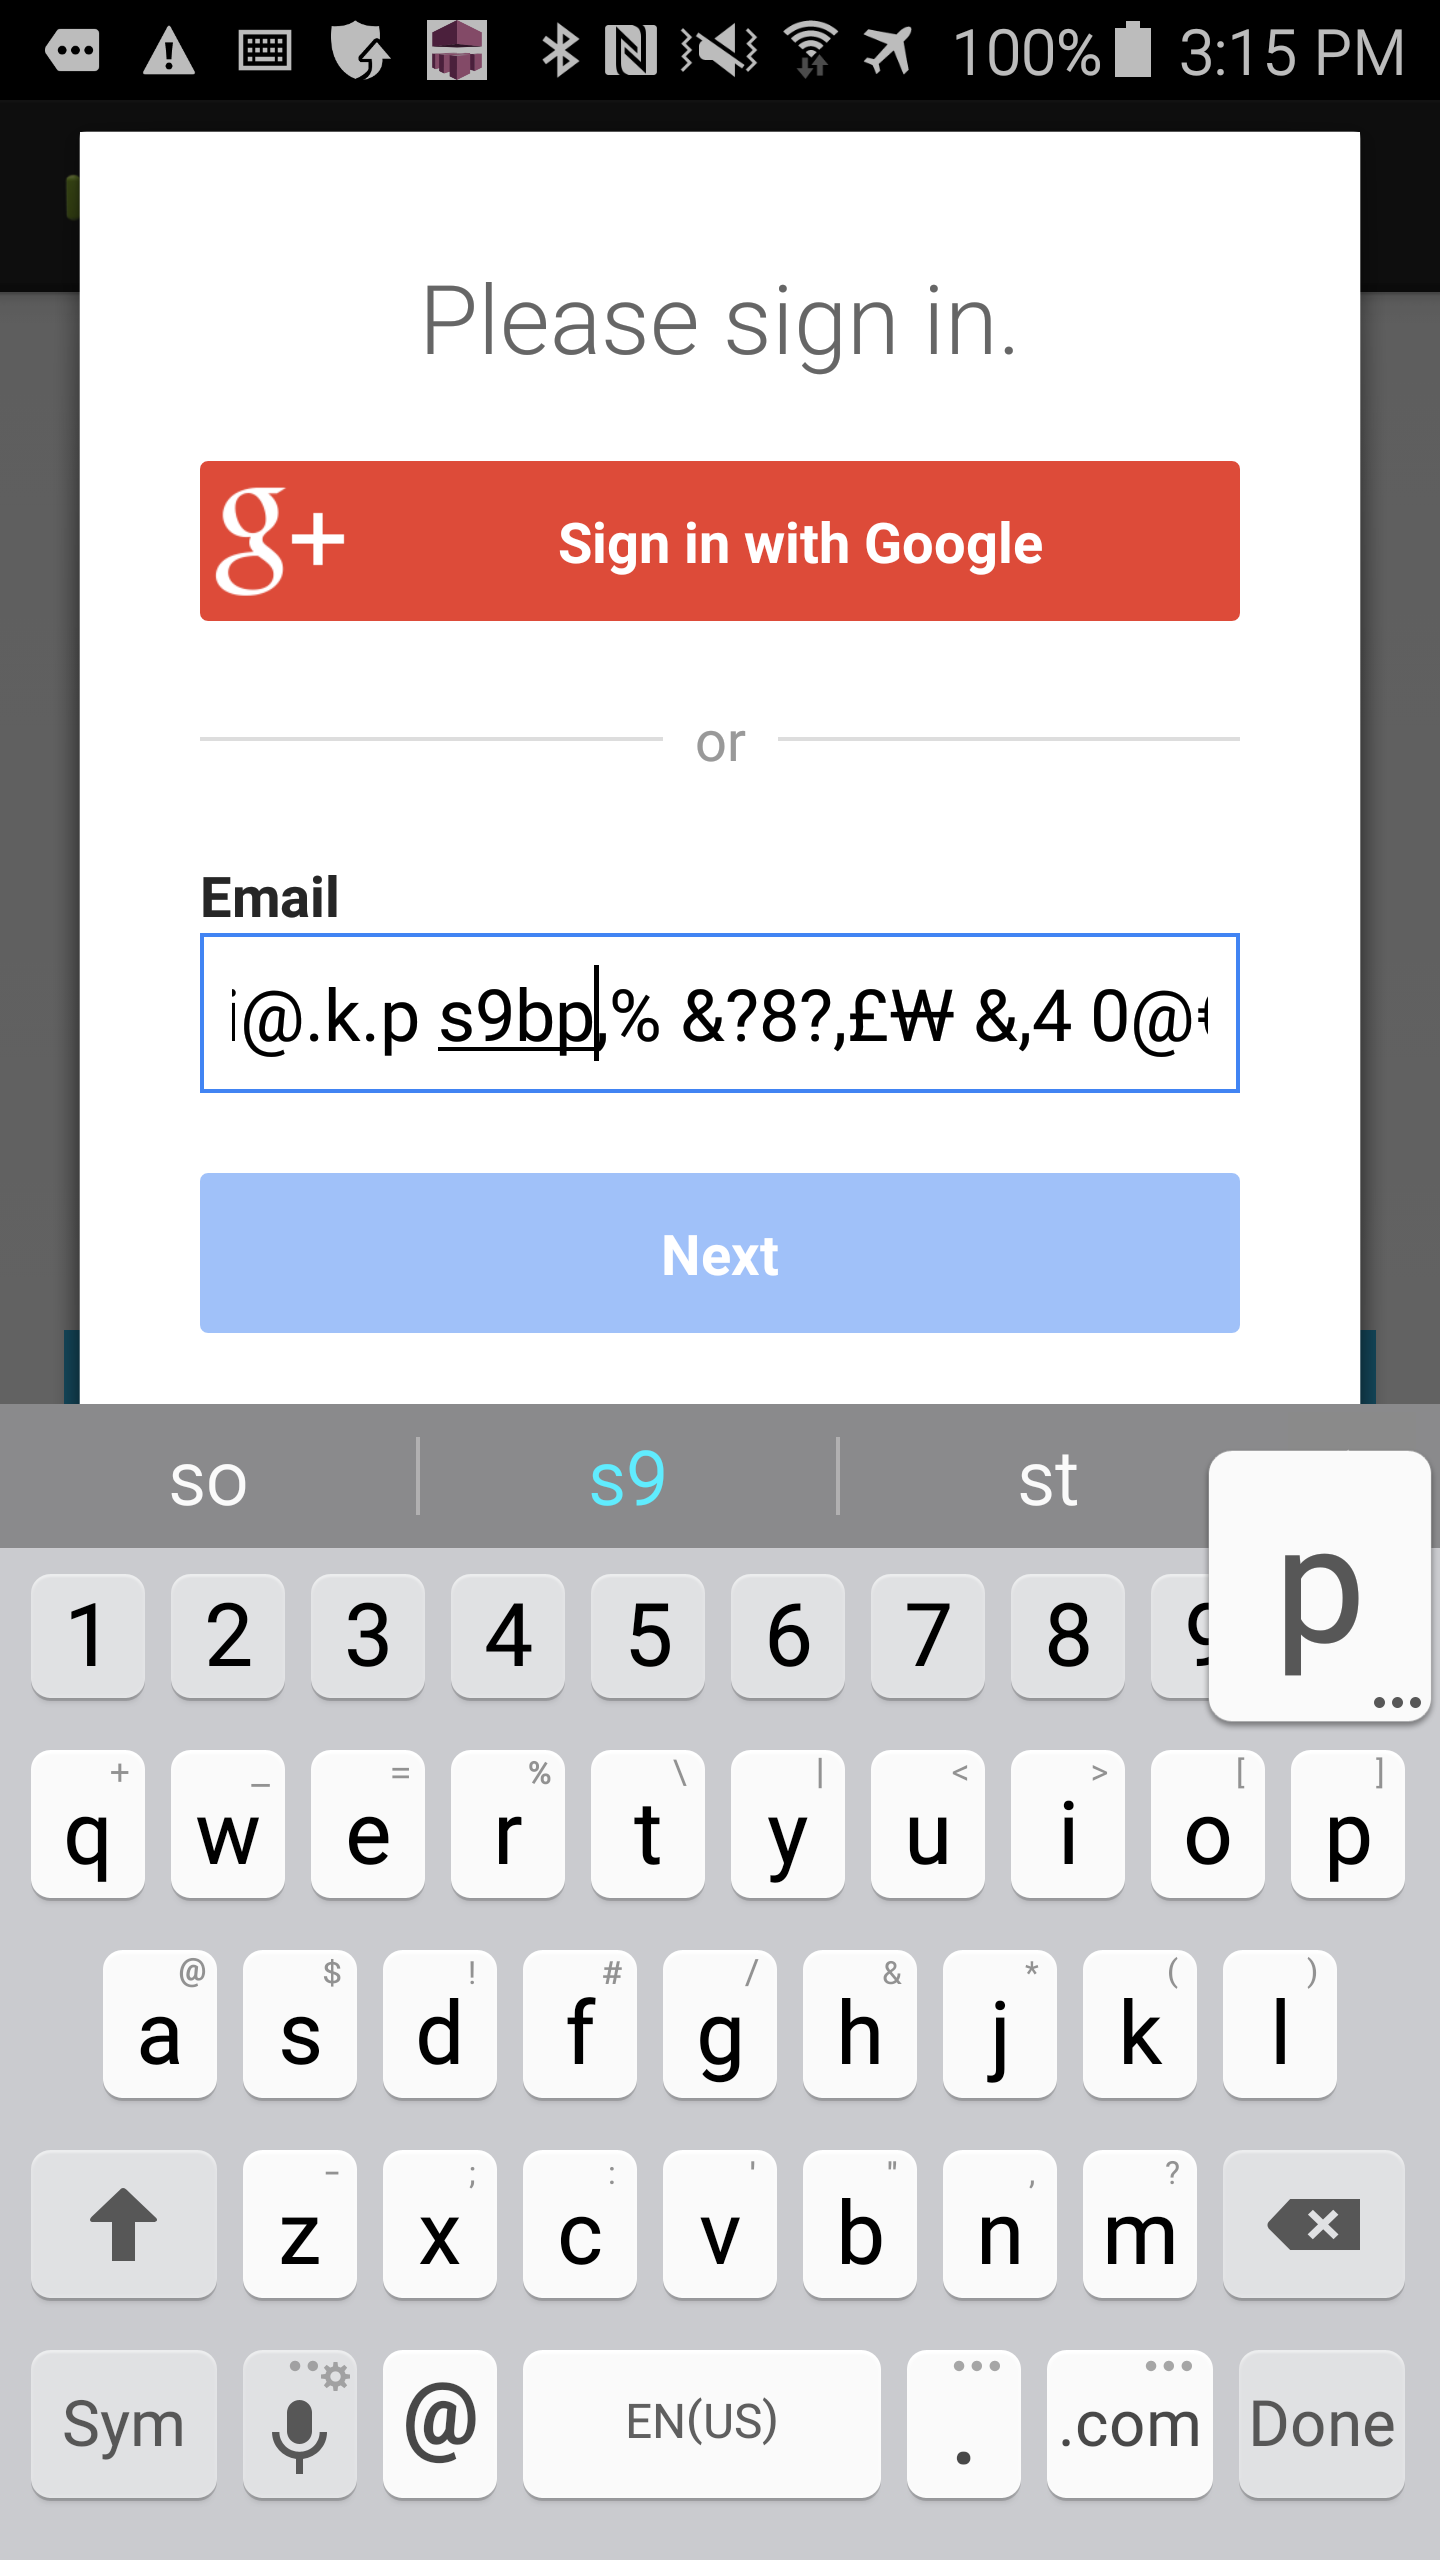 100% 3:15 PM
Please sign in.
g+ Sign in with Google
or
Email
i@.k.p s9bp,% &?8?,£₩ &,4 0@
Next
so s9 st
p
1 2 3 4 5 6 7 8 9
+ _ = % \ | < > [ ]
q w e r t y u i o p
@ $ ! # / & * ( )
a s d f g h j k l
- ; : ' " , ?
z x c v b n m
Sym @ EN(US) . .com Done